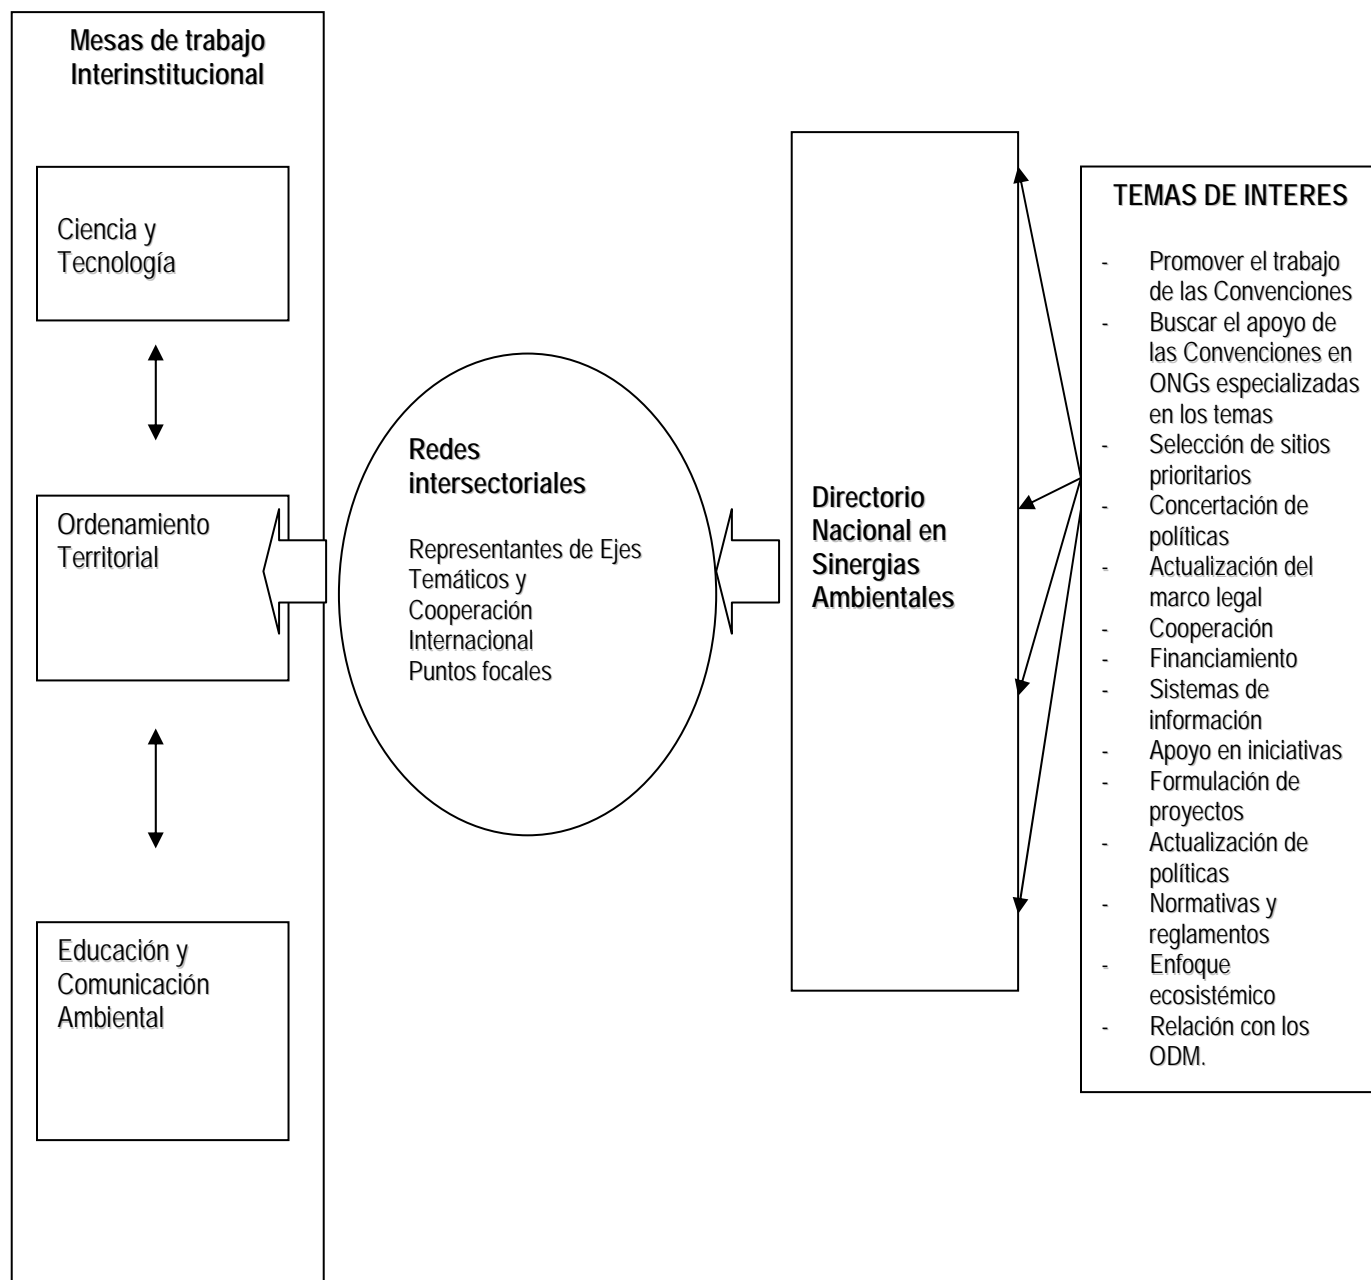 Mesas de trabajo
Interinstitucional
Ciencia y
Tecnología
Ordenamiento
Territorial
Educación y
Comunicación
Ambiental
Redes
intersectoriales
Representantes de Ejes
Temáticos y
Cooperación
Internacional
Puntos focales
Directorio
Nacional en
Sinergias
Ambientales
TEMAS DE INTERES
- Promover el trabajo
de las Convenciones
- Buscar el apoyo de
las Convenciones en
ONGs especializadas
en los temas
- Selección de sitios
prioritarios
- Concertación de
políticas
- Actualización del
marco legal
- Cooperación
- Financiamiento
- Sistemas de
información
- Apoyo en iniciativas
- Formulación de
proyectos
- Actualización de
políticas
- Normativas y
reglamentos
- Enfoque
ecosistémico
- Relación con los
ODM.